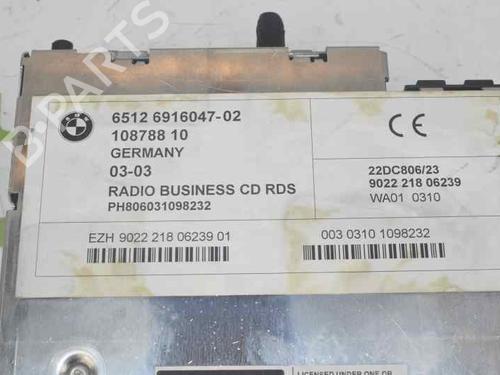 BMW
6512 6916047-02
108788 10
GERMANY
03-03
RADIO BUSINESS CD RDS
PH806031098232
CE
22DC806/23
9022 218 06239
WA01 0310
EZH 9022 218 06239 01
003 0310 1098232
LICENSED UNDER ONE OR
B-PARTS